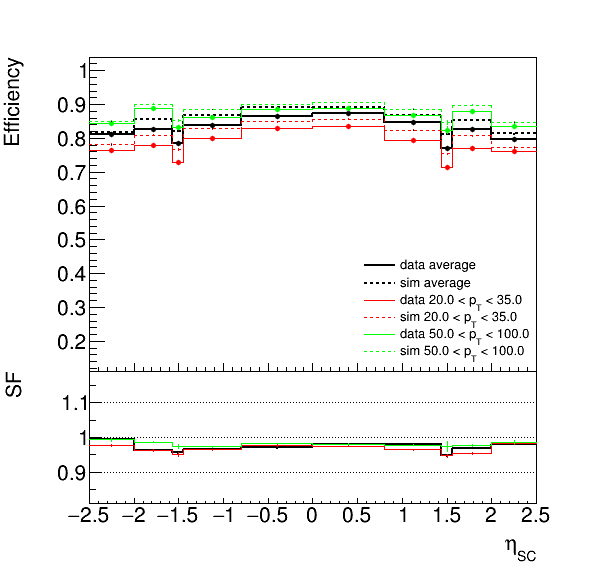 Efficiency
1
0.9
0.8
0.7
0.6
0.5
0.4
0.3
0.2
data average
sim average
data 20.0 < p_T < 35.0
sim 20.0 < p_T < 35.0
data 50.0 < p_T < 100.0
sim 50.0 < p_T < 100.0
SF
1.1
1
0.9
−2.5 −2 −1.5 −1 −0.5 0 0.5 1 1.5 2 2.5
η_SC